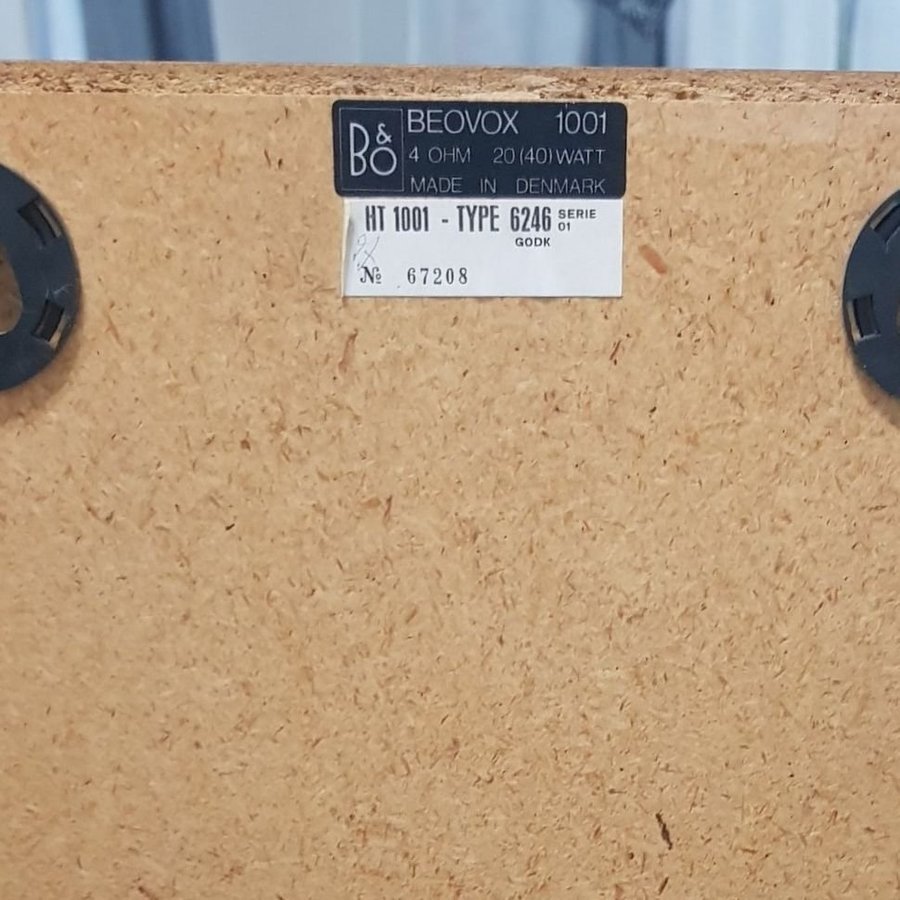 B&O
BEOVOX 1001
4 OHM 20(40) WATT
MADE IN DENMARK
HT 1001 - TYPE 6246 SERIE 01
GODK
№ 67208